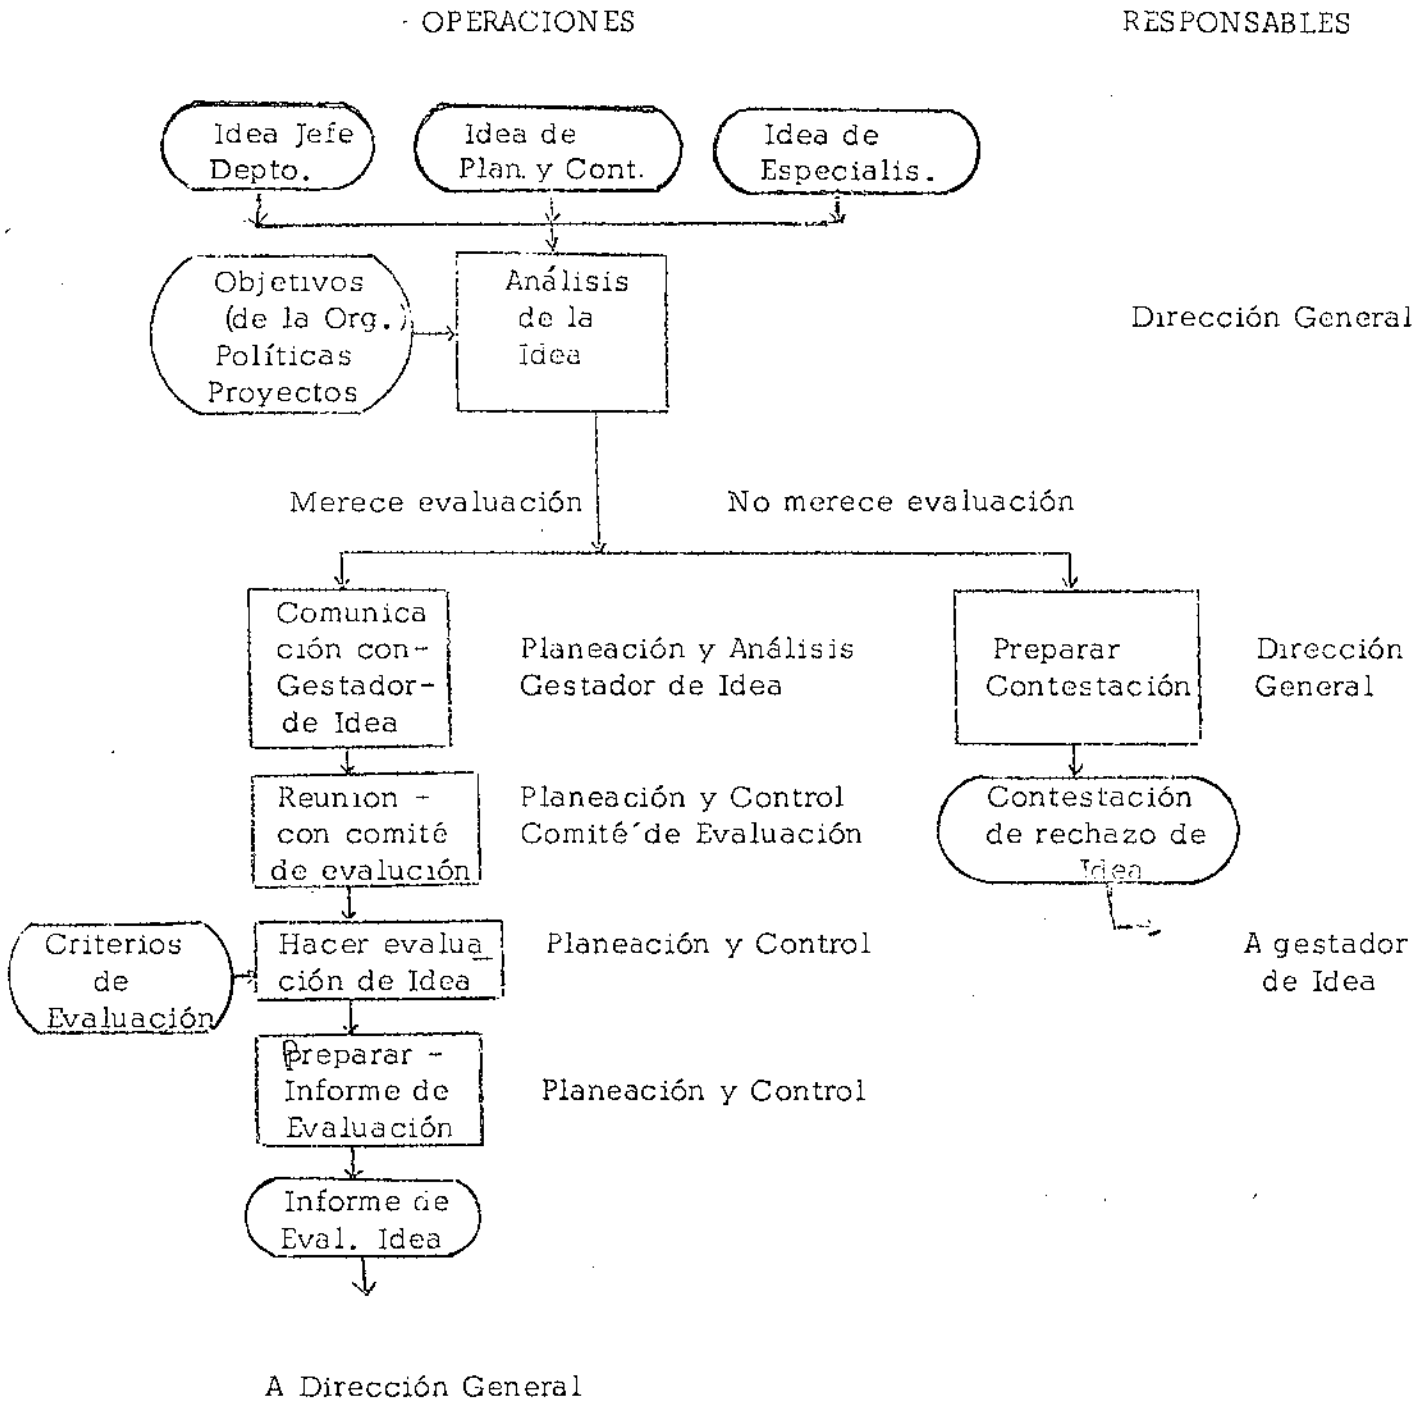 OPERACIONES
RESPONSABLES
Idea Jefe
Depto.
Idea de
Plan. y Cont.
Idea de
Especialis.
Objetivos
(de la Org.)
Políticas
Proyectos
Análisis
de la
Idea
Dirección General
Merece evaluación
No merece evaluación
Comunica
ción con-
Gestador-
de Idea
Planeación y Análisis
Gestador de Idea
Preparar
Contestación
Dirección
General
Reunion -
con comité
de evalución
Planeación y Control
Comité de Evaluación
Contestación
de rechazo de
Idea
Criterios
de
Evaluación
Hacer evalua_
ción de Idea
Planeación y Control
A gestador
de Idea
Preparar -
Informe de
Evaluación
Planeación y Control
Informe de
Eval. Idea
A Dirección General